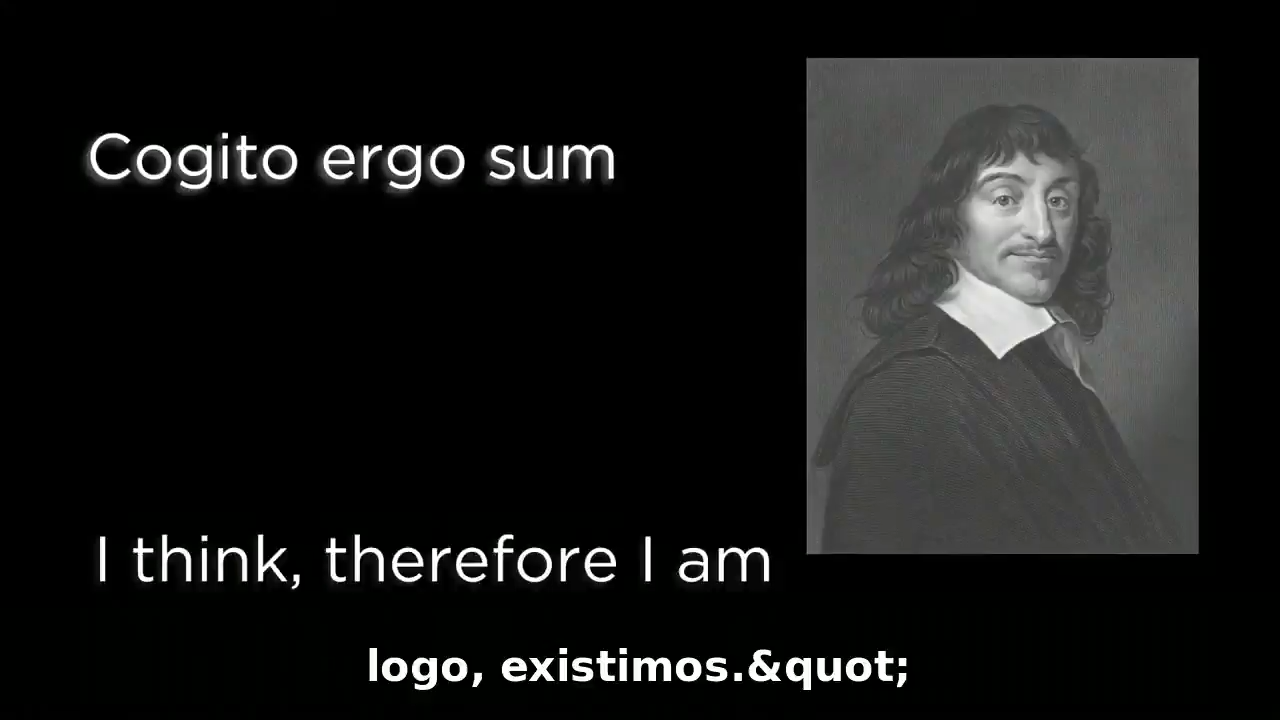 Cogito ergo sum
I think, therefore I am
logo, existimos.&quot;